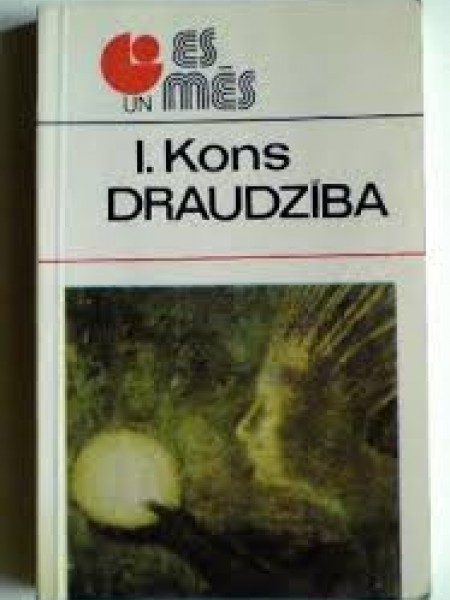 ES
UN MĒS
I. Kons
DRAUDZĪBA